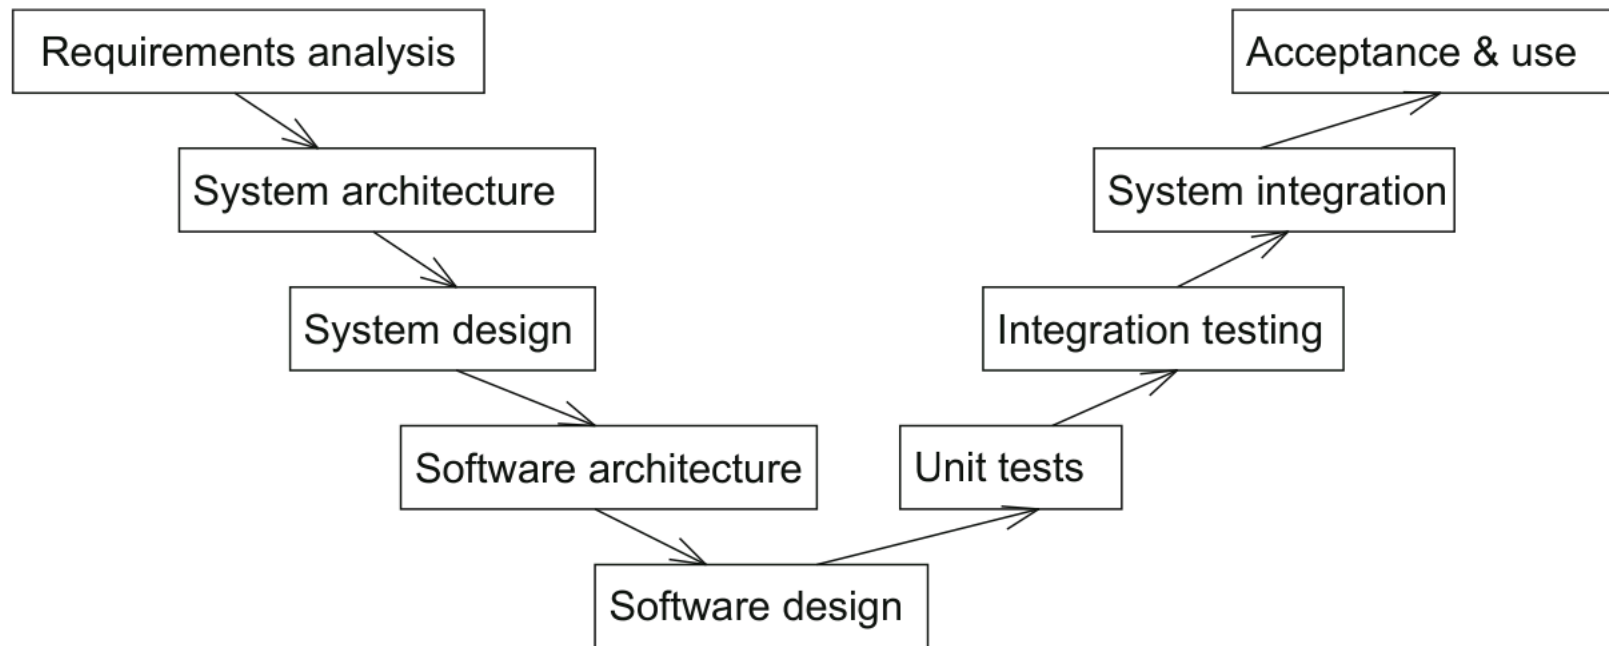 Requirements analysis
Acceptance & use
System architecture
System integration
System design
Integration testing
Software architecture
Unit tests
Software design